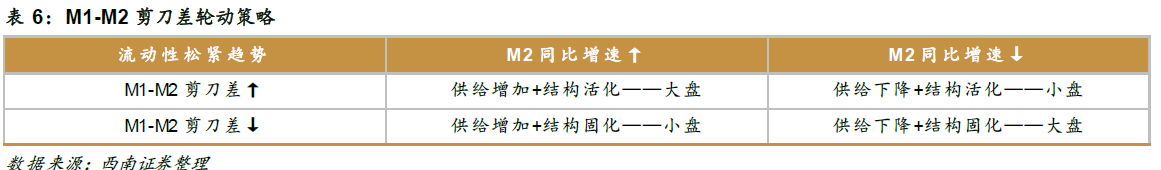 表 6：M1-M2 剪刀差轮动策略
流动性松紧趋势 M2 同比增速↑ M2 同比增速↓
M1-M2 剪刀差↑ 供给增加+结构活化——大盘 供给下降+结构活化——小盘
M1-M2 剪刀差↓ 供给增加+结构固化——小盘 供给下降+结构固化——大盘
数据来源：西南证券整理